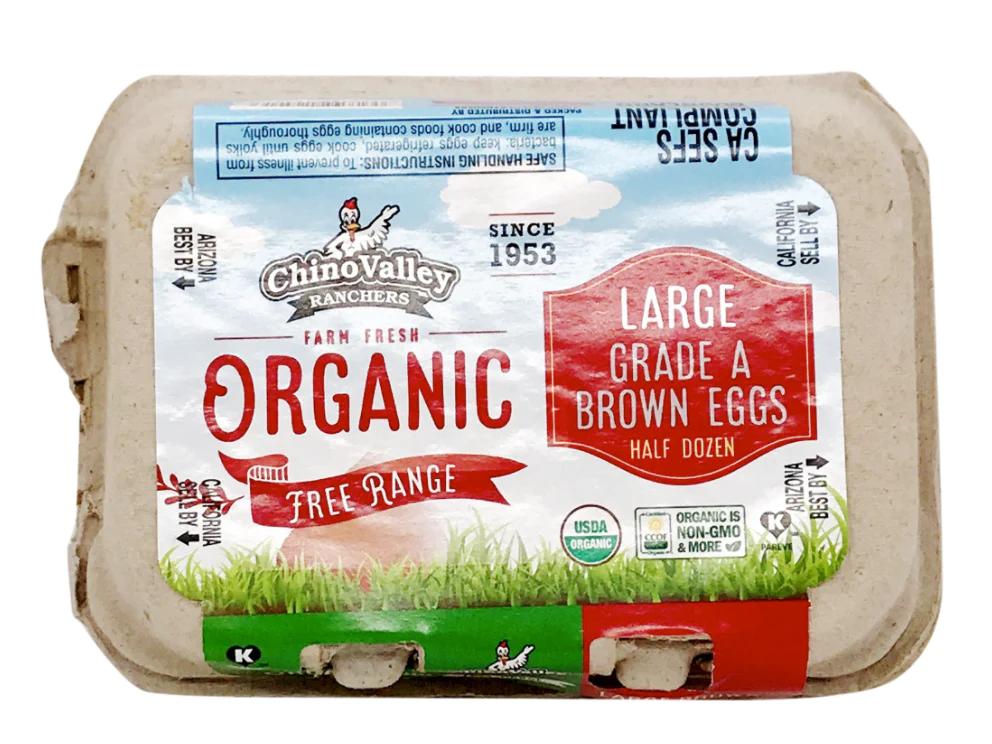 PACKED & DISTRIBUTED BY
SAFE HANDLING INSTRUCTIONS: To prevent illness from
bacteria: keep eggs refrigerated, cook eggs until yolks
are firm, and cook foods containing eggs thoroughly.
CA SEFS
COMPLIANT
ARIZONA
BEST BY
CALIFORNIA
SELL BY
ChinoValley
RANCHERS
SINCE
1953
FARM FRESH
ORGANIC
FREE RANGE
LARGE
GRADE A
BROWN EGGS
HALF DOZEN
CALIFORNIA
SELL BY
USDA
ORGANIC
CCOF
ORGANIC IS
NON-GMO
& MORE
K
PAREVE
ARIZONA
BEST BY
K